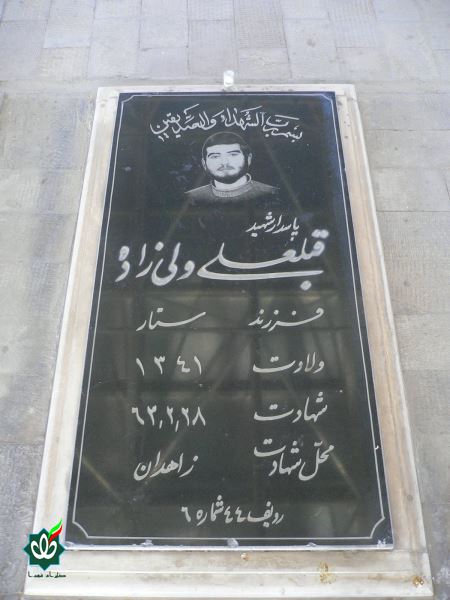 بسم رب الشهداء والصدیقین
پاسدار شهید
قبلعلی ولی زاده
فرزند ستار
ولادت ۱۳۴۱
شهادت ۶۲,۲,۲۸
محل شهادت زاهدان
ردیف ۴۴ شماره ۶